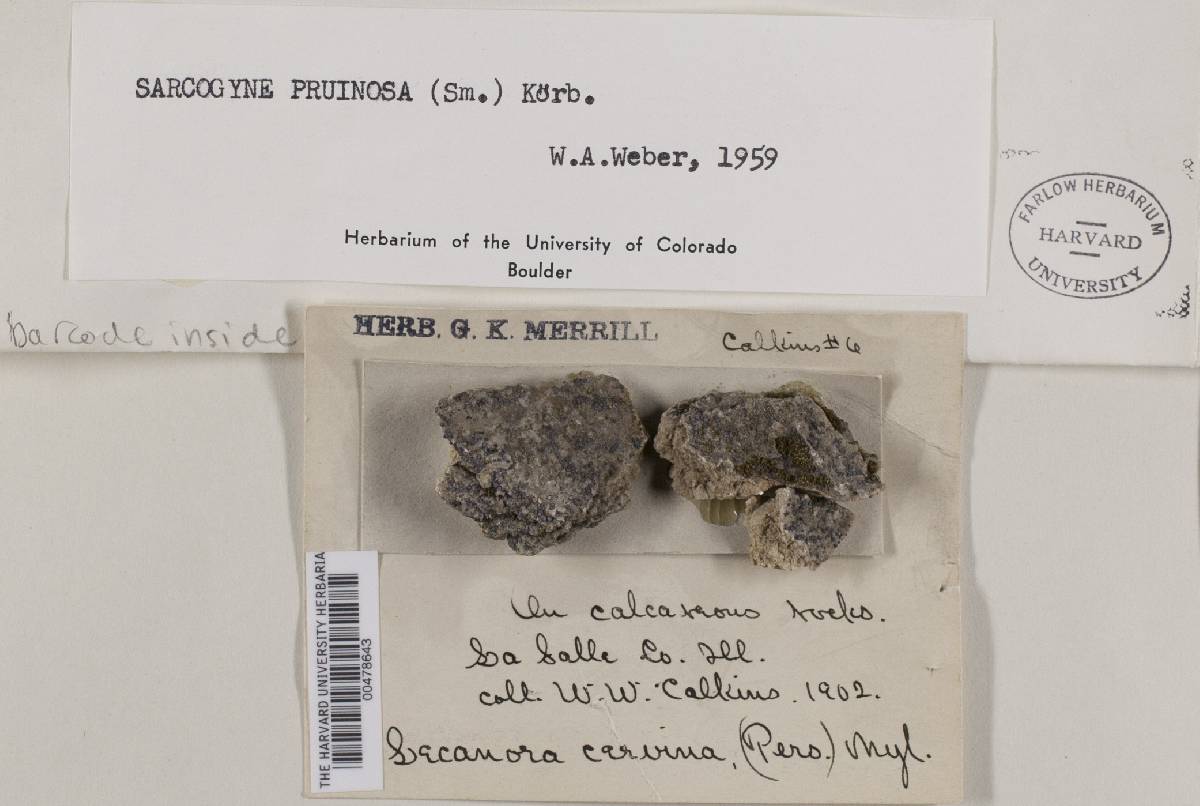 SARCOGYNE PRUINOSA (Sm.) Körb.
W.A.Weber, 1959
Herbarium of the University of Colorado
Boulder
FARLOW HERBARIUM
HARVARD
UNIVERSITY
barcode inside
HERB. G. K. MERRILL
Calkins #6
THE HARVARD UNIVERSITY HERBARIA
00478643
On calcareous rocks.
La Salle Co. Ill.
coll. W. W. Calkins. 1902.
Lecanora cervina, (Pers.) Nyl.